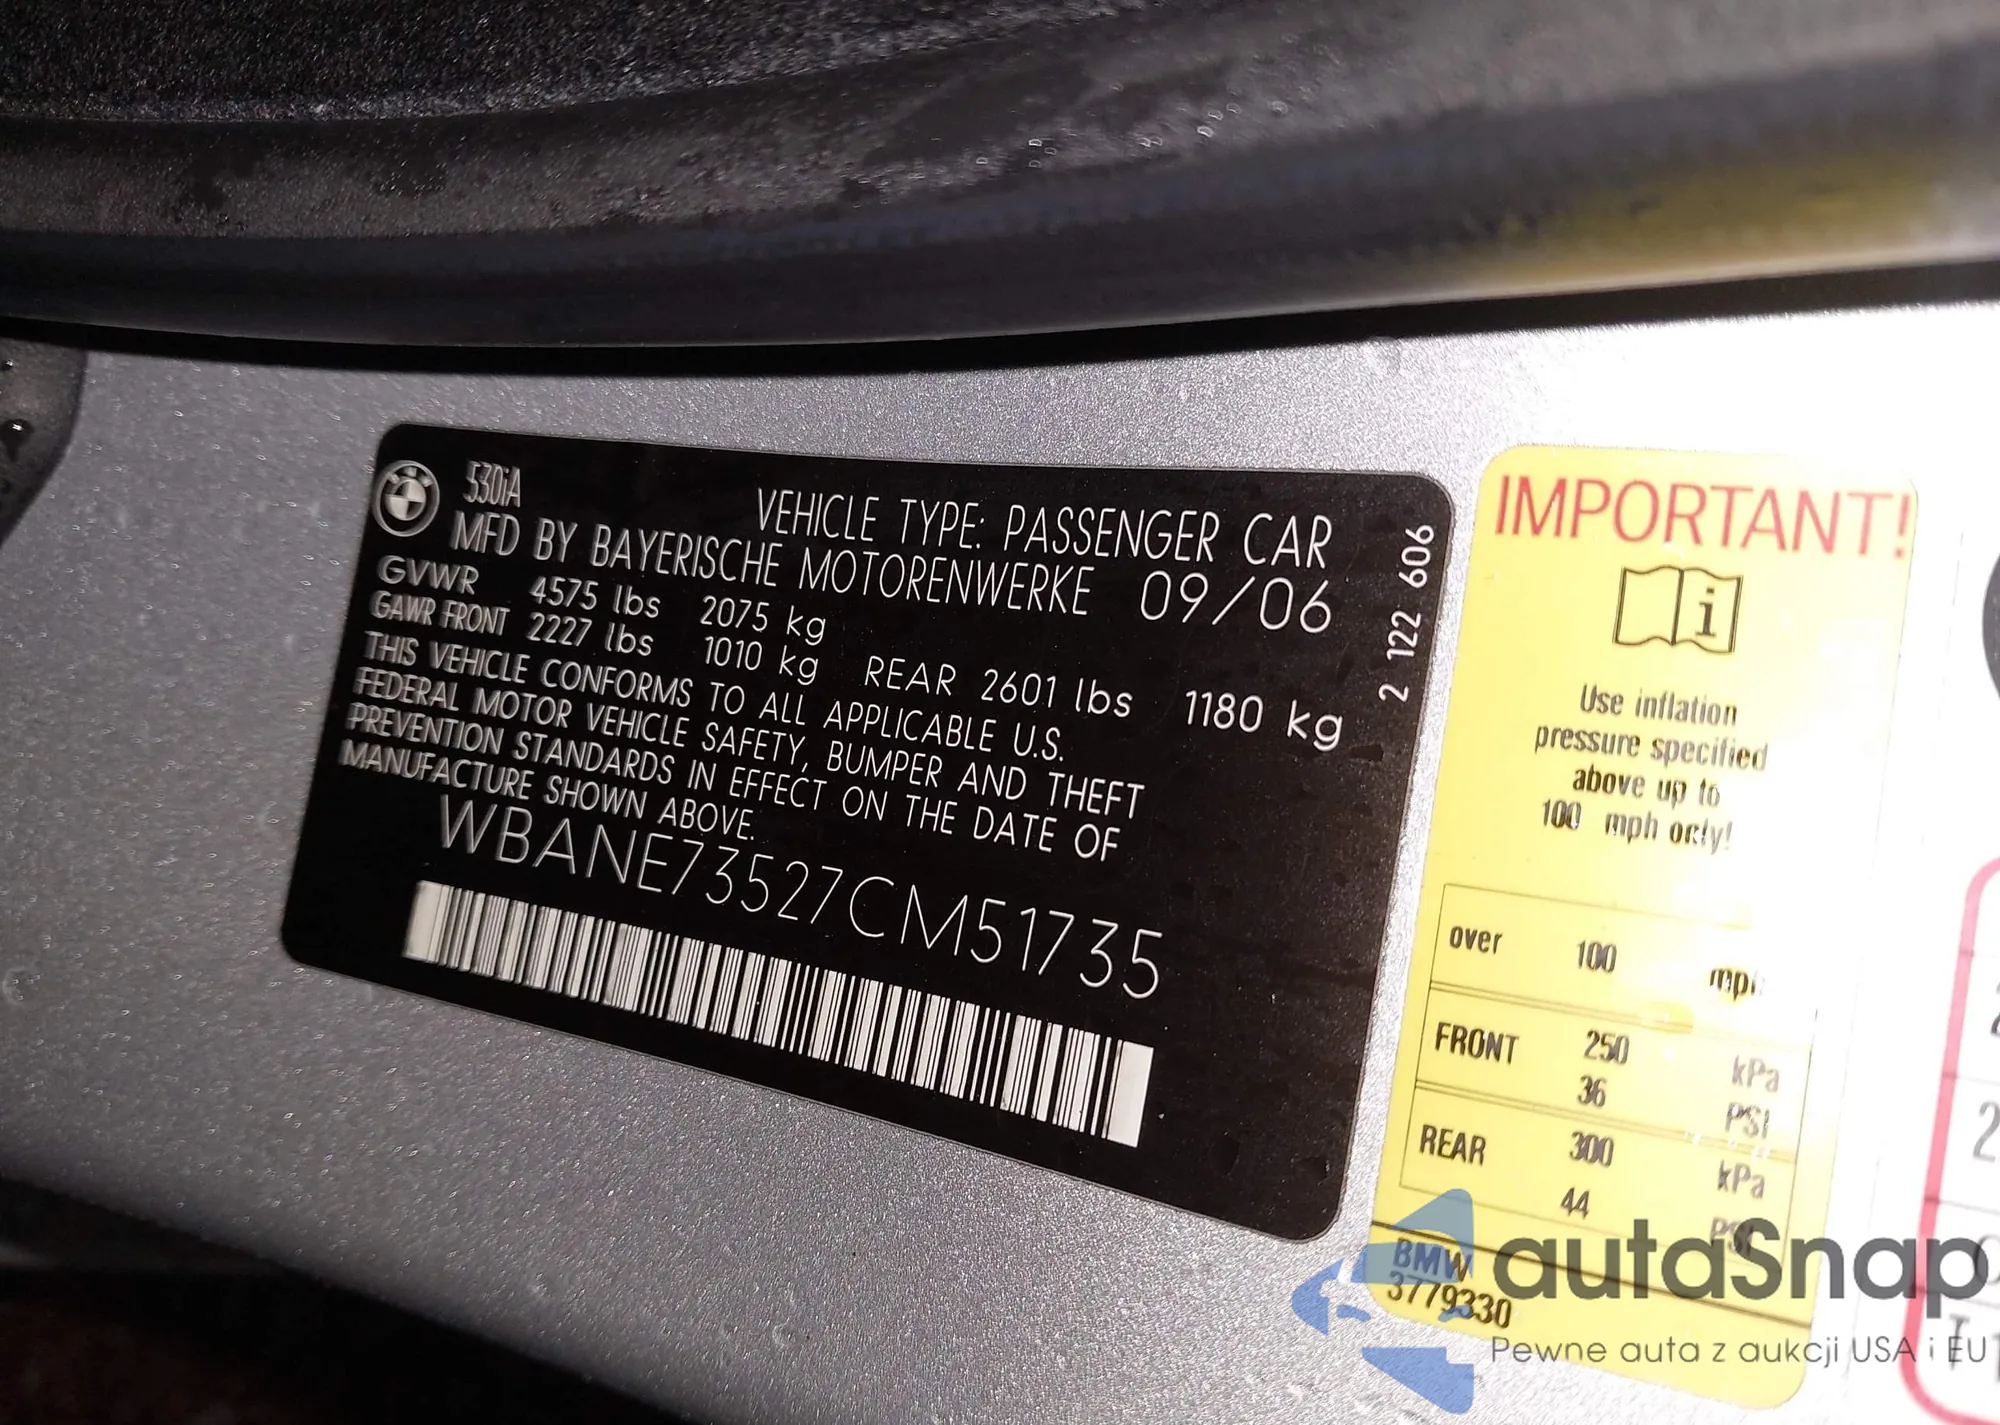 530iA
VEHICLE TYPE: PASSENGER CAR
MFD BY BAYERISCHE MOTORENWERKE 09/06
GVWR 4575 lbs 2075 kg
GAWR FRONT 2227 lbs 1010 kg REAR 2601 lbs 1180 kg
THIS VEHICLE CONFORMS TO ALL APPLICABLE U.S.
FEDERAL MOTOR VEHICLE SAFETY, BUMPER AND THEFT
PREVENTION STANDARDS IN EFFECT ON THE DATE OF
MANUFACTURE SHOWN ABOVE.
WBANE73527CM51735
2 122 606
IMPORTANT!
i
Use inflation
pressure specified
above up to
100 mph only!
over 100 mph
FRONT 250 kPa
36 PSI
REAR 300 kPa
44 PSI
BMW
3779330
autaSnap
Pewne auta z aukcji USA i EU